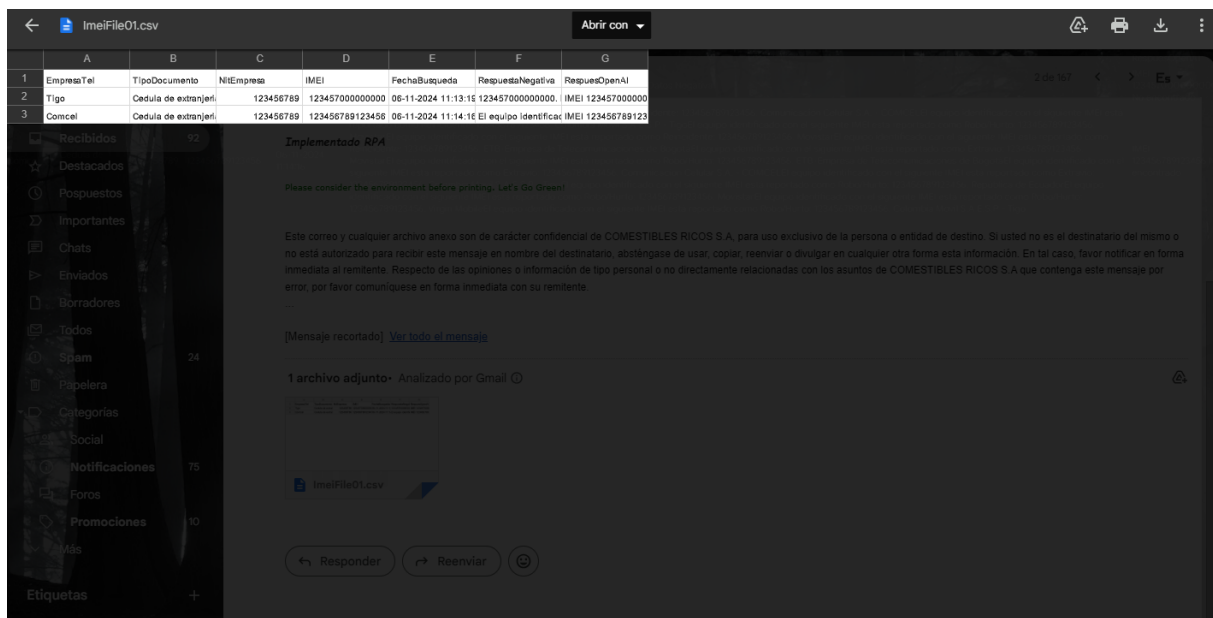 ImeiFile01.csv
Abrir con
A B C D E F G
1 EmpresaTel TipoDocumento NitEmpresa IMEI FechaBusqueda RespuestaNegativa RespuesOpenAI
2 Tigo Cedula de extranjeri 123456789 123457000000000 06-11-2024 11:13:19 123457000000000. IMEI 123457000000
3 Comcel Cedula de extranjeri 123456789 123456789123456 06-11-2024 11:14:16 El equipo identificac IMEI 123456789123
2 de 167 Es
Recibidos 92
Destacados
Pospuestos
Importantes
Chats
Enviados
Borradores
Todos
Spam 24
Papelera
Categorías
Social
Notificaciones 75
Foros
Promociones 10
Más
Etiquetas +
Implementado RPA
Please consider the environment before printing. Let's Go Green!
Este correo y cualquier archivo anexo son de carácter confidencial de COMESTIBLES RICOS S.A, para uso exclusivo de la persona o entidad de destino. Si usted no es el destinatario del mismo o
no está autorizado para recibir este mensaje en nombre del destinatario, absténgase de usar, copiar, reenviar o divulgar en cualquier otra forma esta información. En tal caso, favor notificar en forma
inmediata al remitente. Respecto de las opiniones o información de tipo personal o no directamente relacionadas con los asuntos de COMESTIBLES RICOS S.A que contenga este mensaje por
error, por favor comuníquese en forma inmediata con su remitente.
...
[Mensaje recortado] Ver todo el mensaje
1 archivo adjunto • Analizado por Gmail
ImeiFile01.csv
Responder
Reenviar